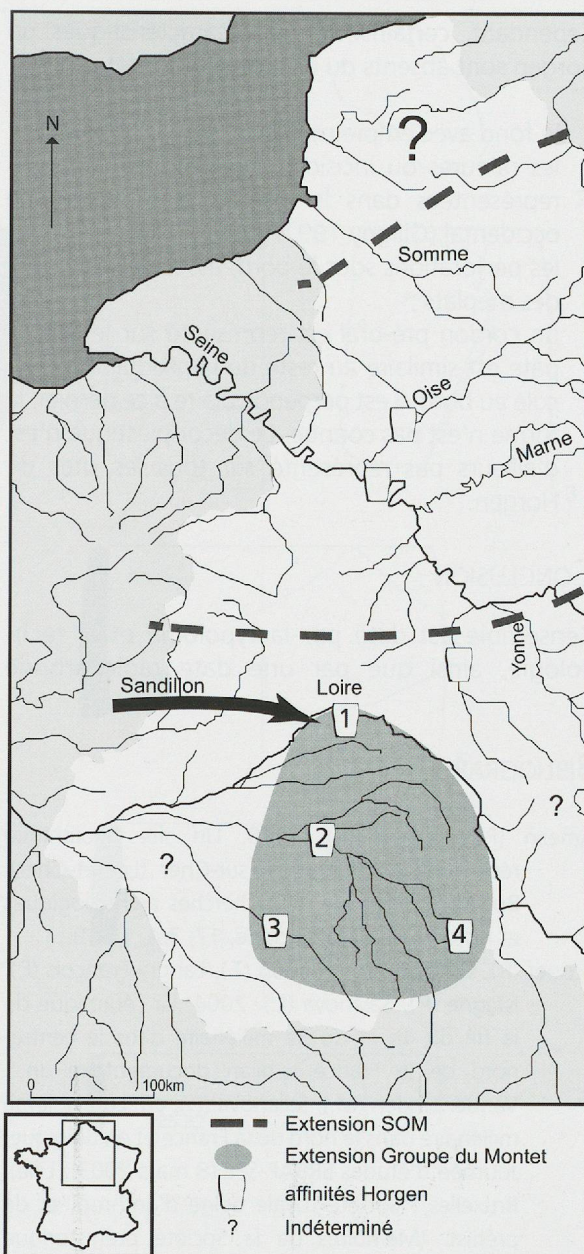 N
?
Somme
Seine
Oise
Marne
Yonne
Sandillon
Loire
1
?
2
?
3
4
0
100km
Extension SOM
Extension Groupe du Montet
affinités Horgen
? Indéterminé